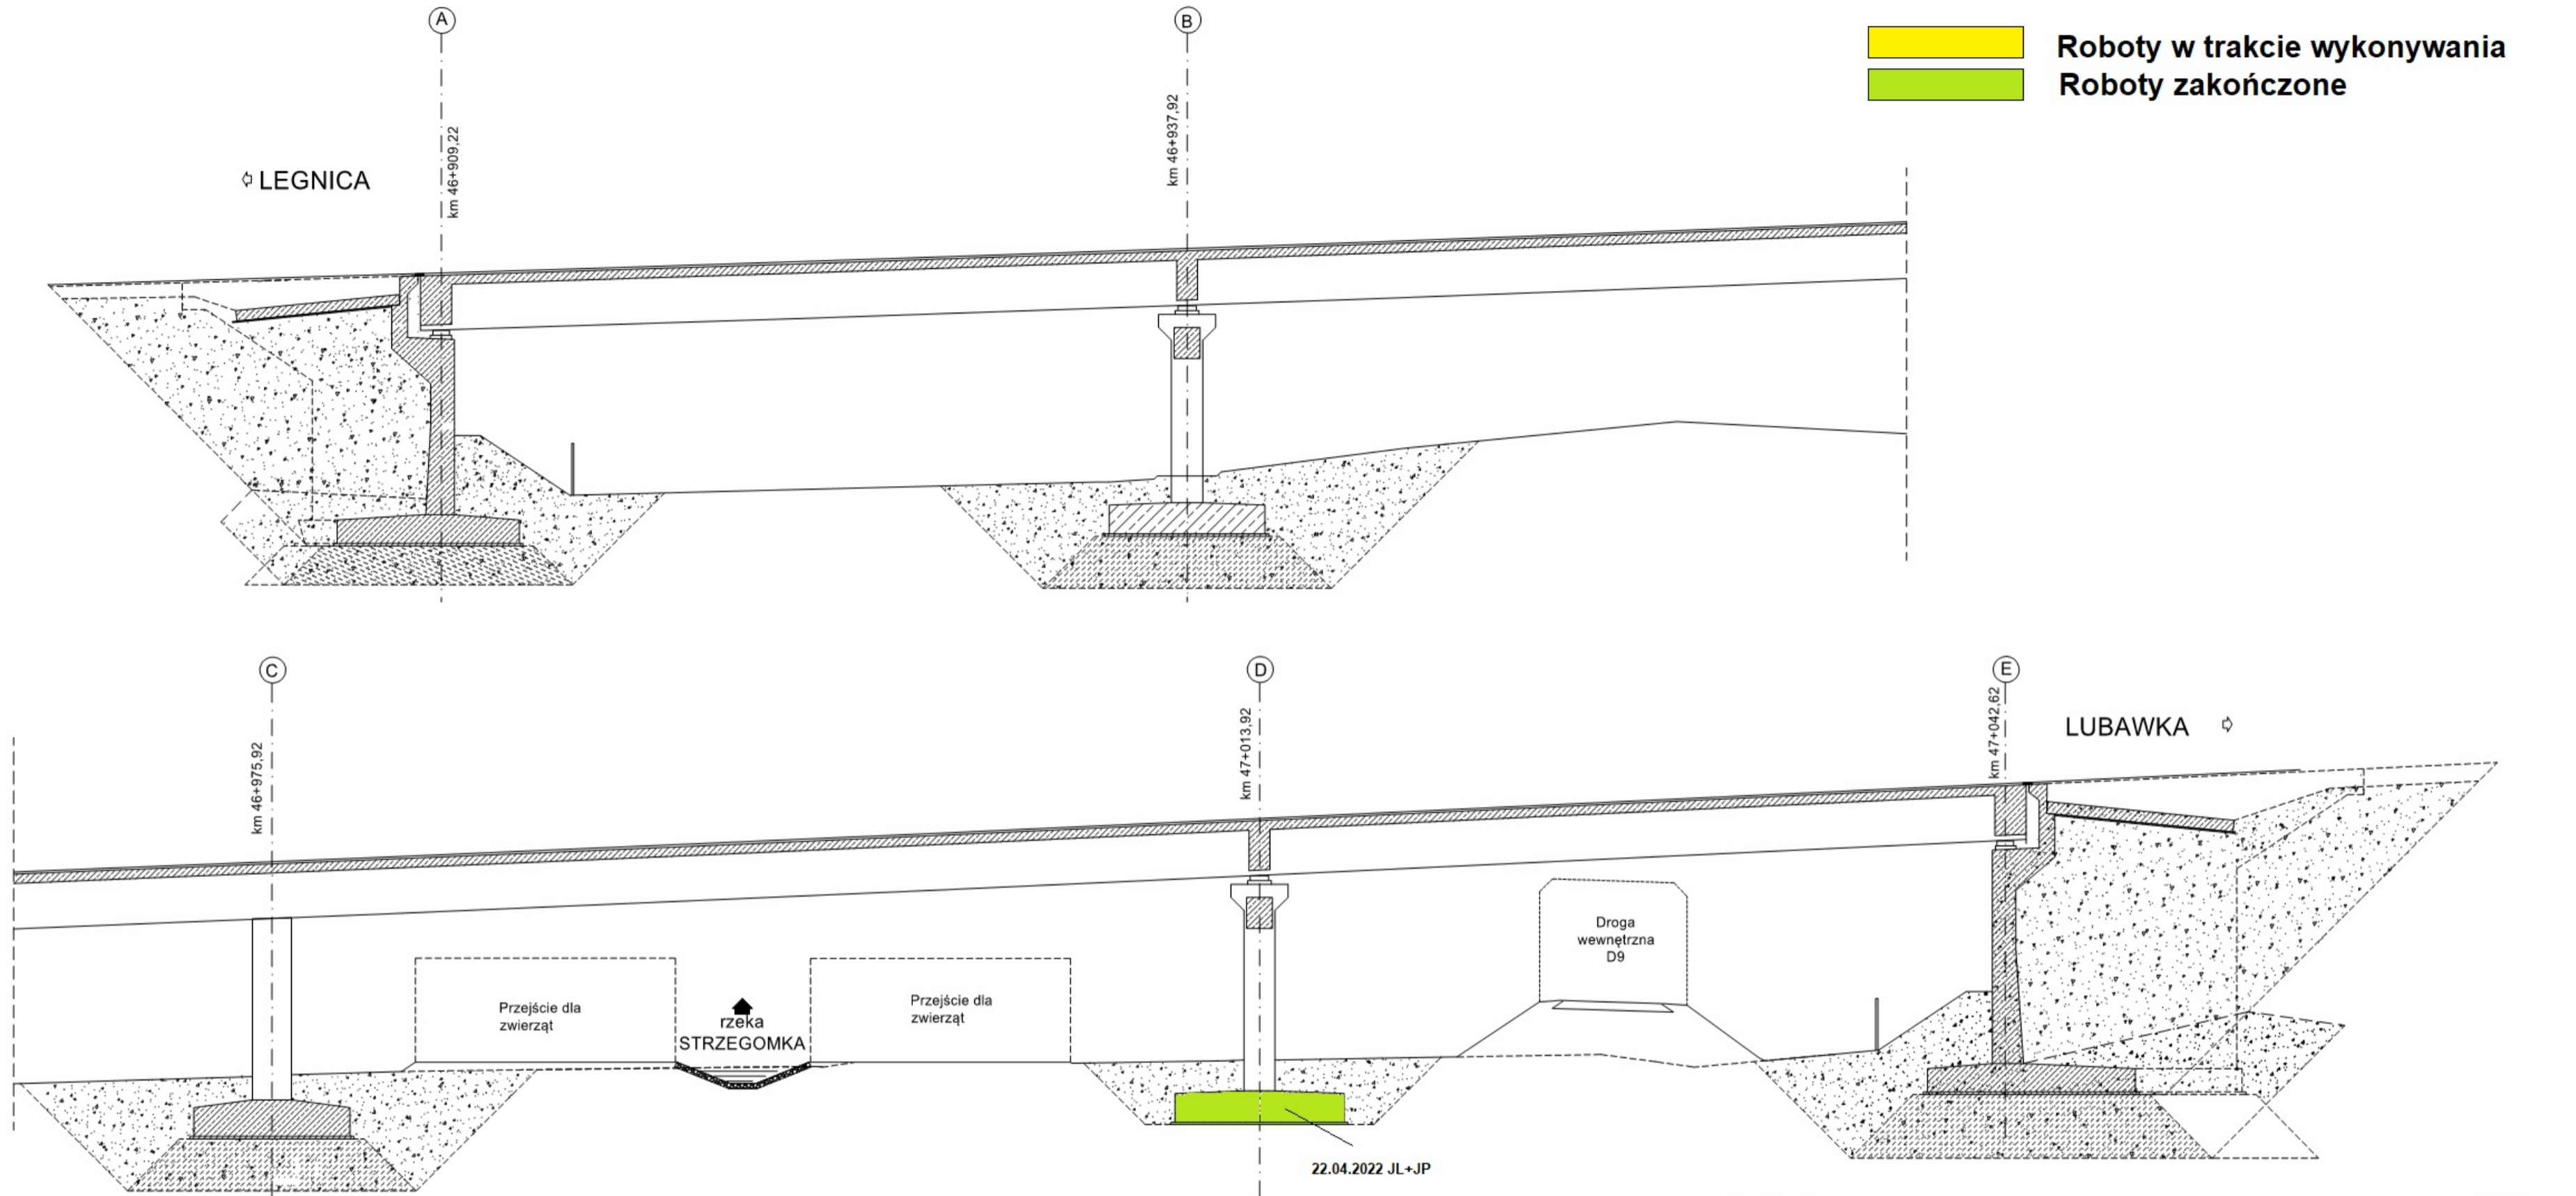 A
B
Roboty w trakcie wykonywania
Roboty zakończone
km 46+909,22
km 46+937,92
LEGNICA
C
D
E
km 46+975,92
km 47+013,92
km 47+042,62
LUBAWKA
Droga
wewnętrzna
D9
Przejście dla
zwierząt
rzeka
STRZEGOMKA
Przejście dla
zwierząt
22.04.2022 JL+JP